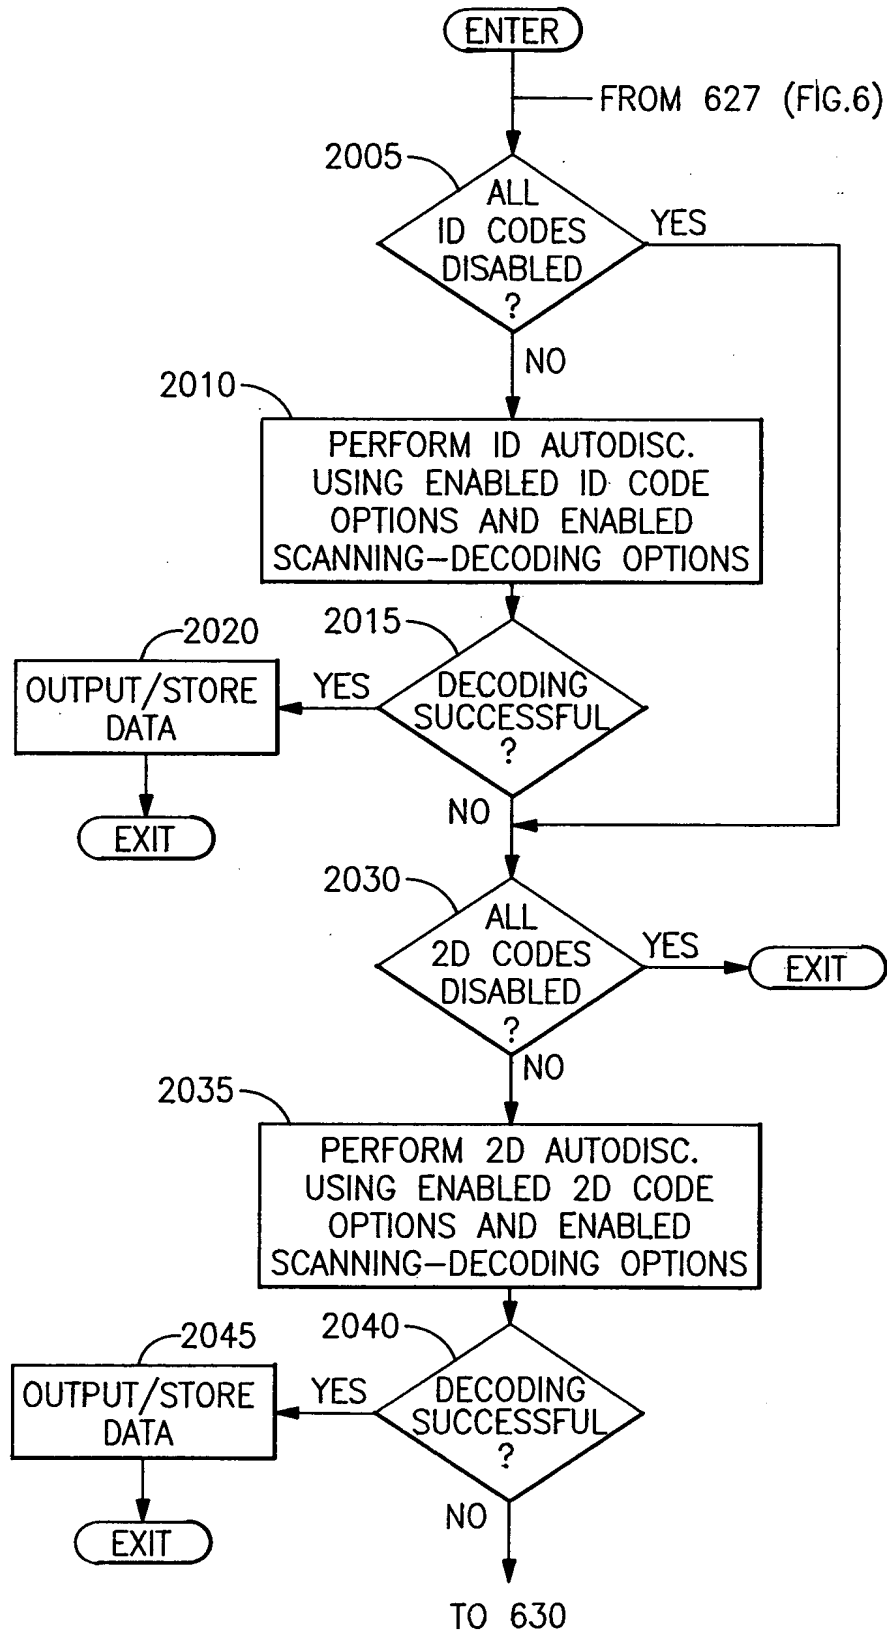 ENTER
FROM 627 (FIG.6)
2005
ALL
ID CODES
DISABLED
?
YES
NO
2010
PERFORM ID AUTODISC.
USING ENABLED ID CODE
OPTIONS AND ENABLED
SCANNING-DECODING OPTIONS
2015
DECODING
SUCCESSFUL
?
YES
2020
OUTPUT/STORE
DATA
EXIT
NO
2030
ALL
2D CODES
DISABLED
?
YES
EXIT
NO
2035
PERFORM 2D AUTODISC.
USING ENABLED 2D CODE
OPTIONS AND ENABLED
SCANNING-DECODING OPTIONS
2040
DECODING
SUCCESSFUL
?
YES
2045
OUTPUT/STORE
DATA
EXIT
NO
TO 630